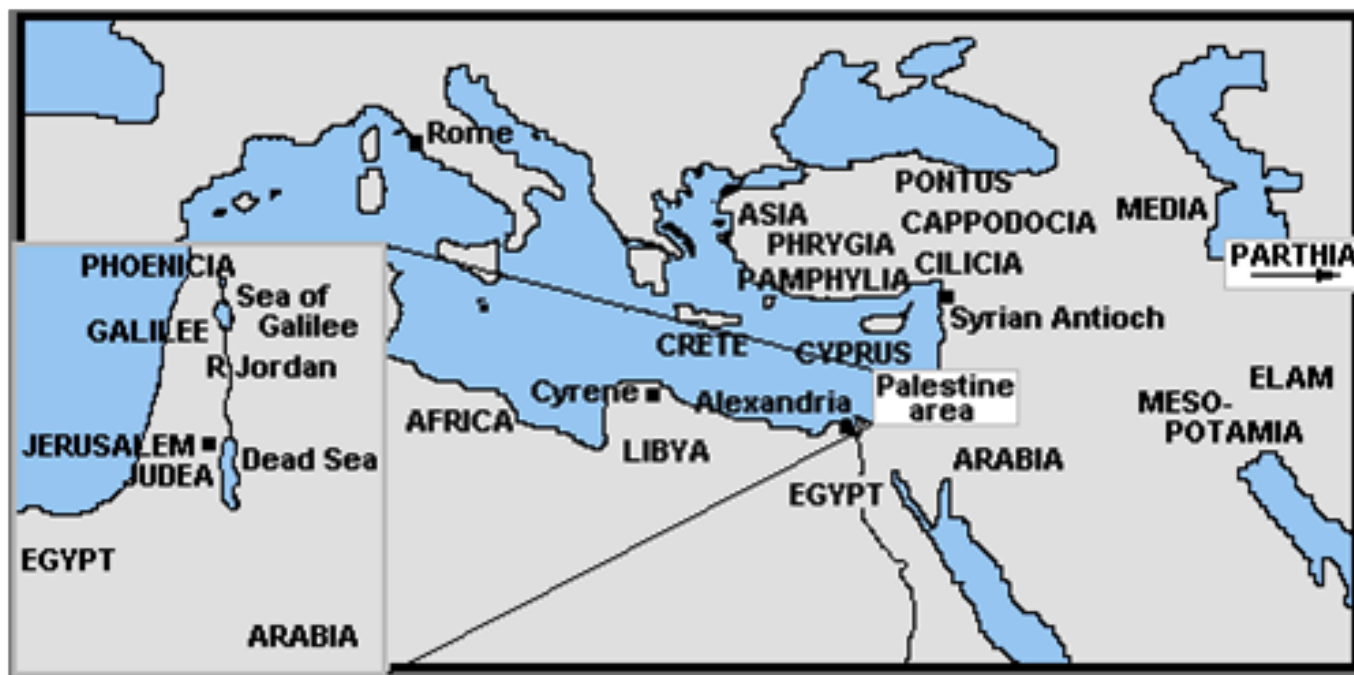 Rome
PONTUS
ASIA
CAPPODOCIA
MEDIA
PHRYGIA
PARTHIA
PAMPHYLIA
CILICIA
Syrian Antioch
CRETE
CYPRUS
ELAM
Palestine
area
Cyrene
Alexandria
MESO-
POTAMIA
AFRICA
LIBYA
ARABIA
EGYPT
PHOENICIA
Sea of
Galilee
GALILEE
R Jordan
JERUSALEM
JUDEA
Dead Sea
EGYPT
ARABIA